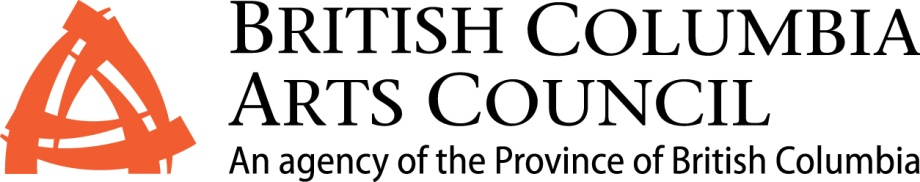 BRITISH COLUMBIA
ARTS COUNCIL
An agency of the Province of British Columbia